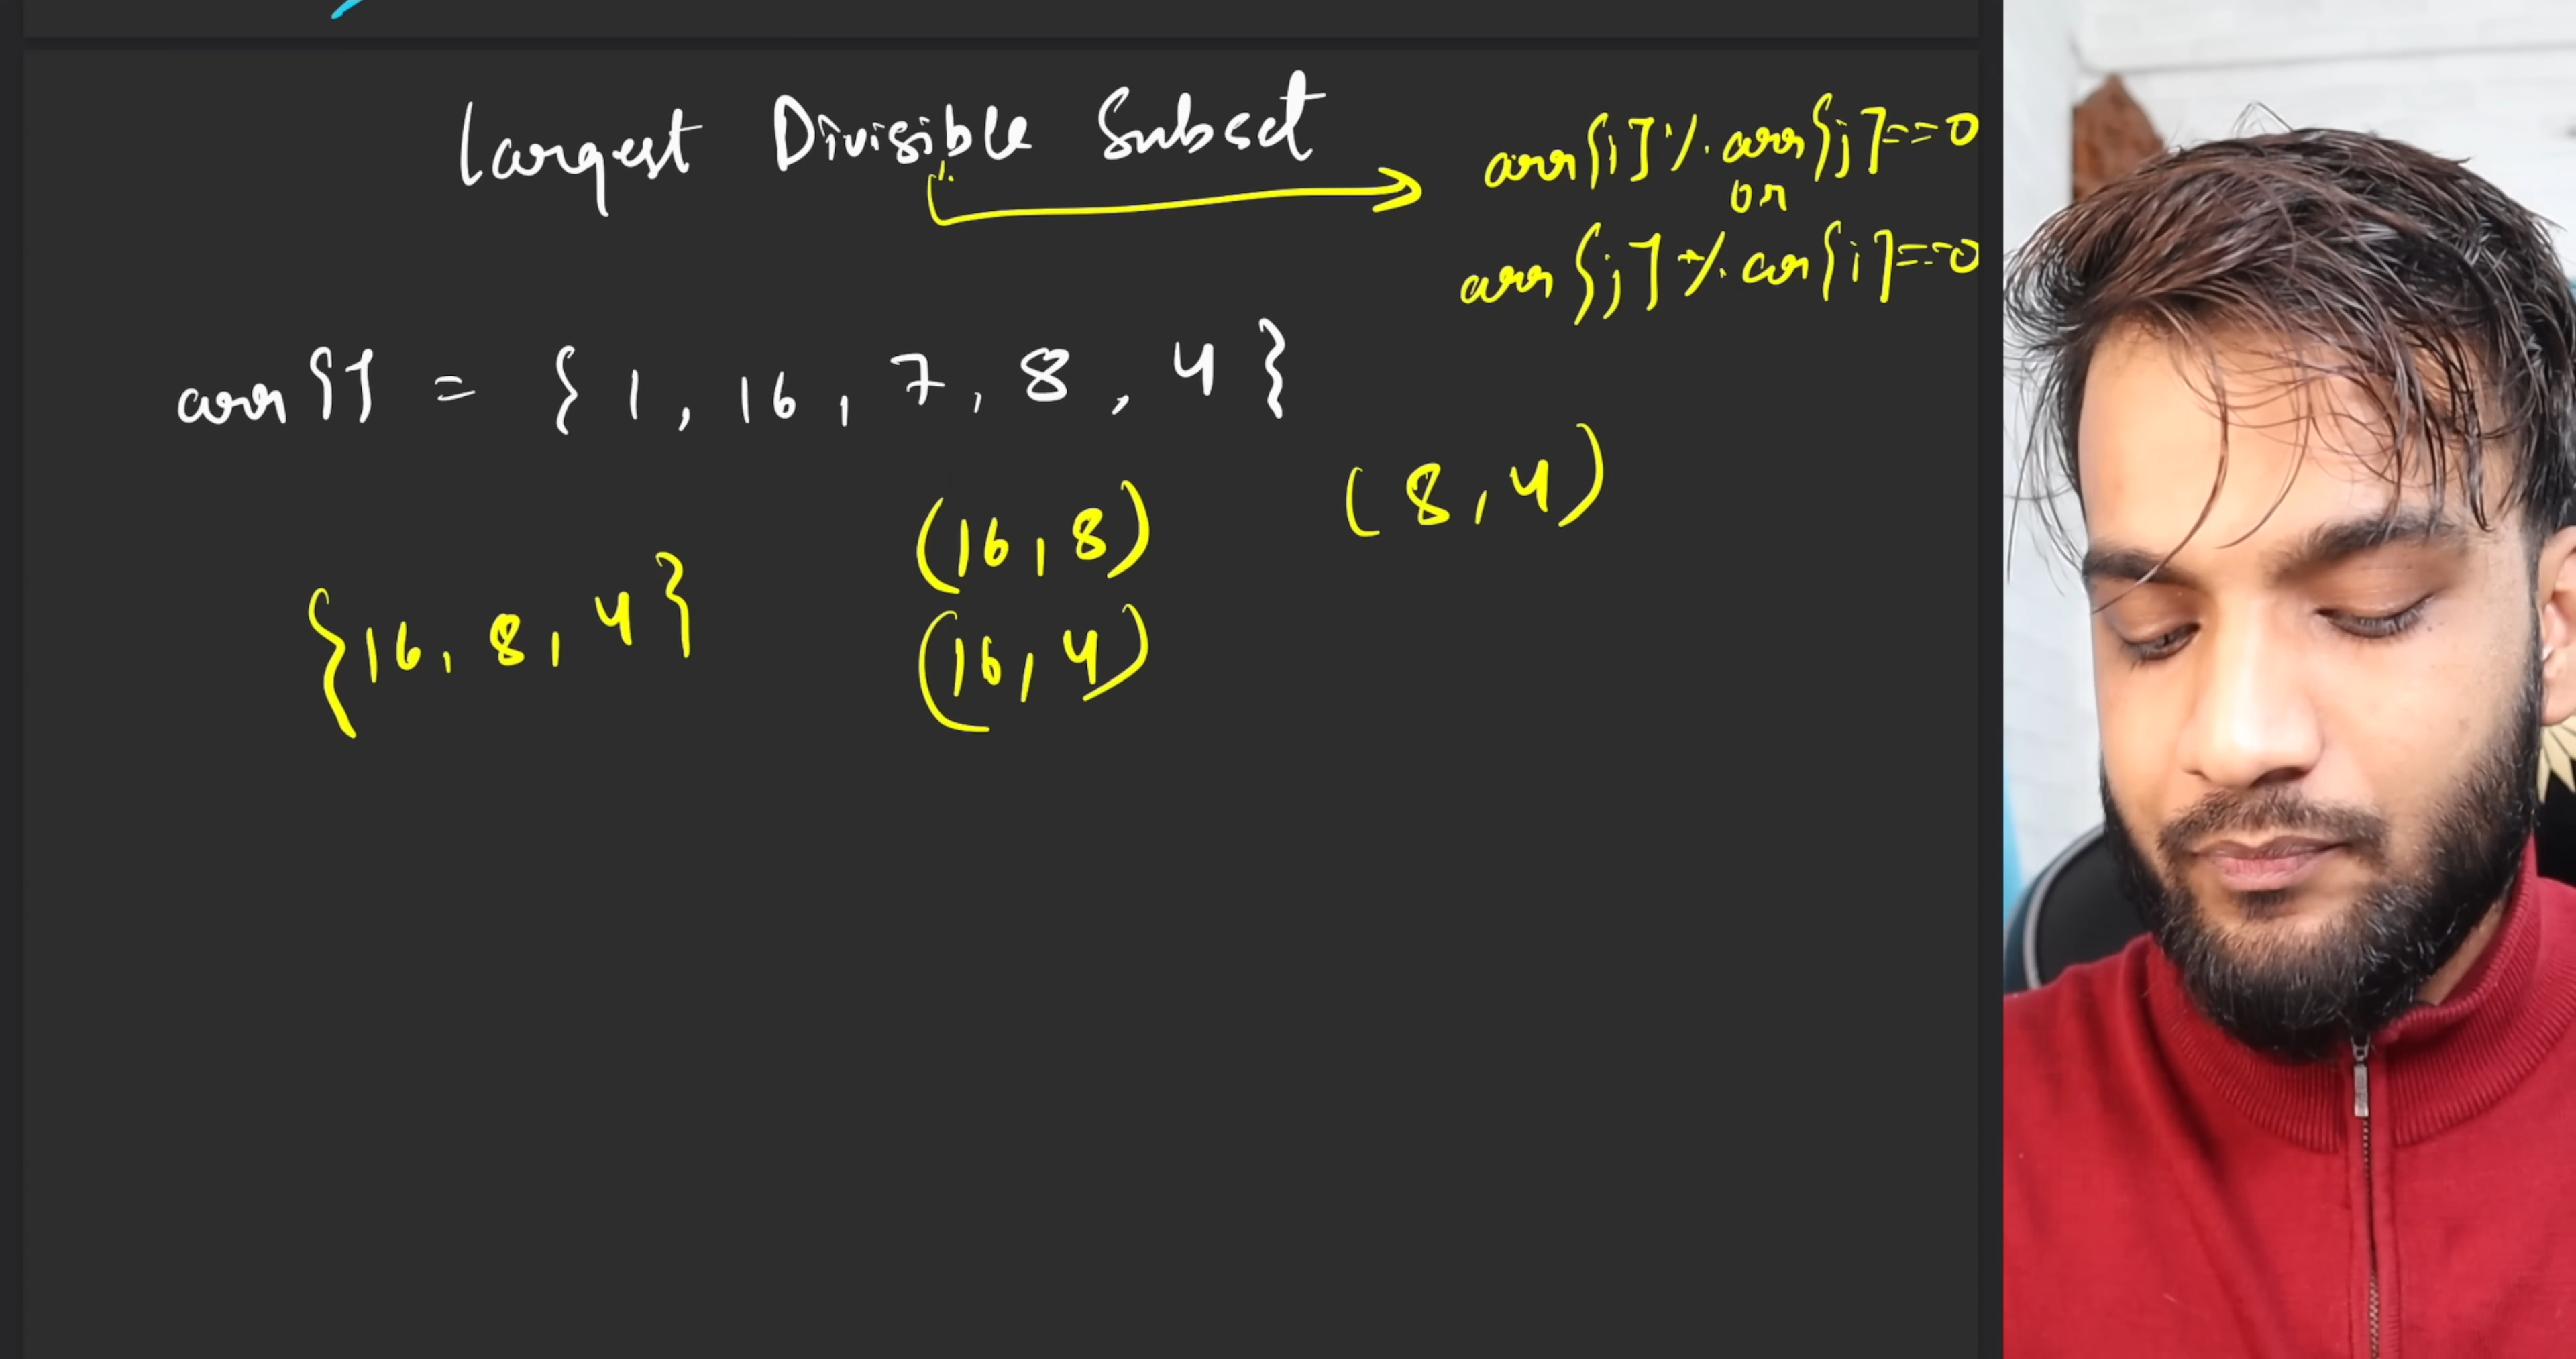 Largest Divisible Subset
arr[i] % arr[j] == 0
or
arr[j] % arr[i] == 0
arr[] = { 1, 16, 7, 8, 4 }
(8, 4)
(16, 8)
{16, 8, 4}
(16, 4)